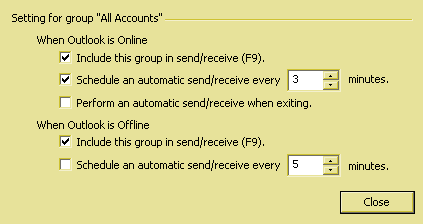 Setting for group "All Accounts"
When Outlook is Online
Include this group in send/receive (F9).
Schedule an automatic send/receive every 3 minutes.
Perform an automatic send/receive when exiting.
When Outlook is Offline
Include this group in send/receive (F9).
Schedule an automatic send/receive every 5 minutes.
Close